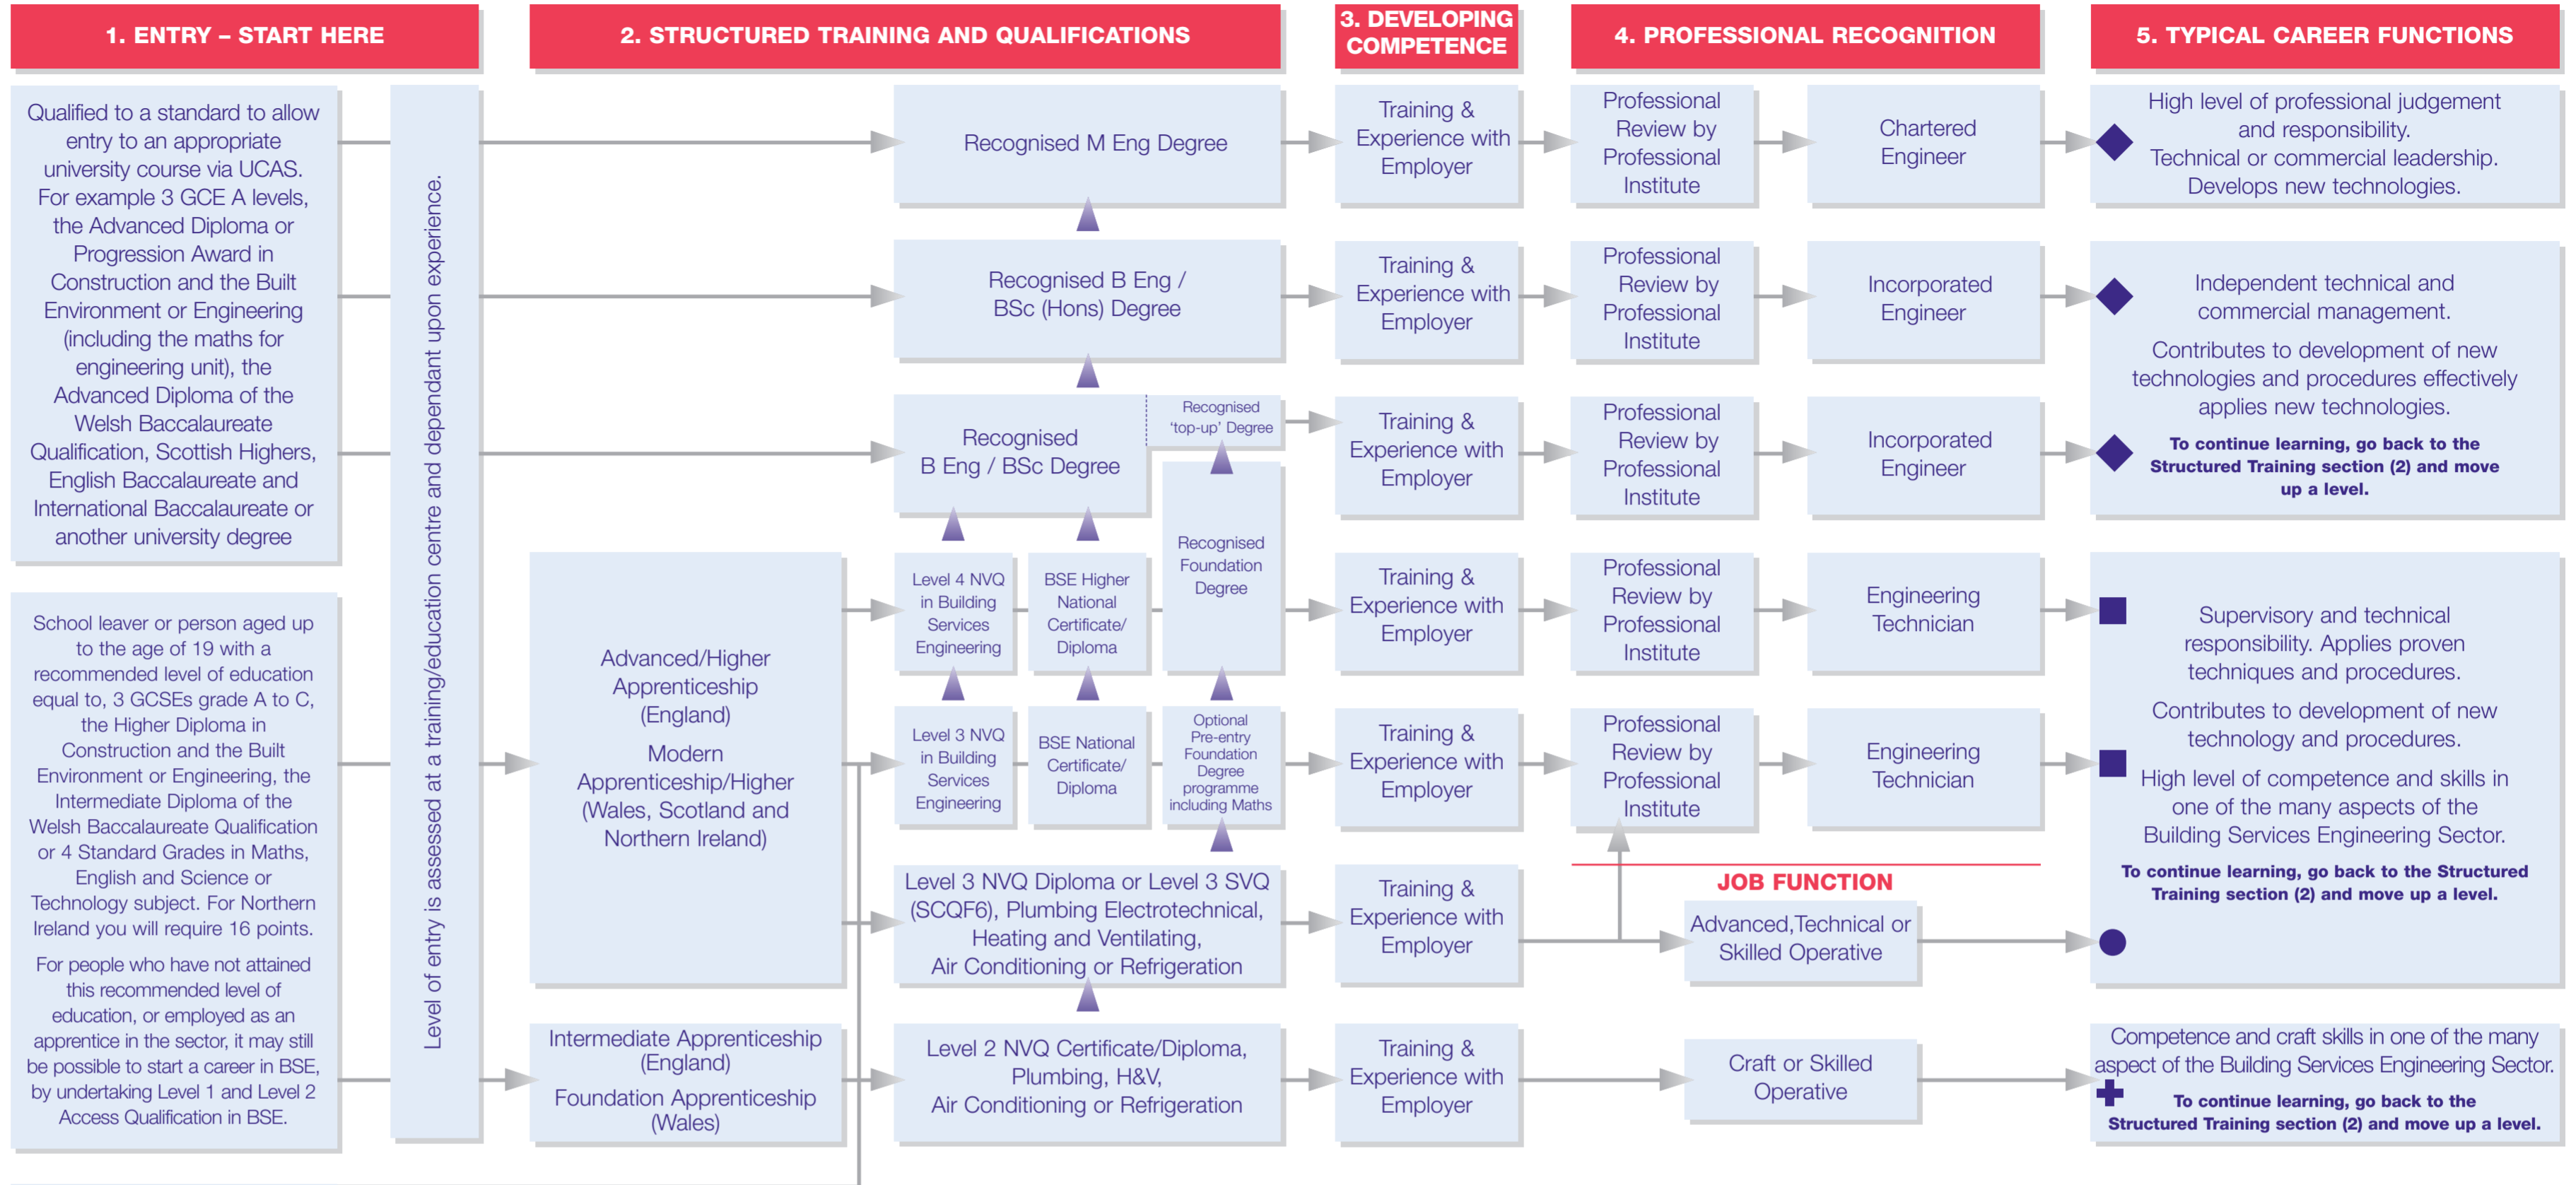 1. ENTRY – START HERE
2. STRUCTURED TRAINING AND QUALIFICATIONS
3. DEVELOPING
COMPETENCE
4. PROFESSIONAL RECOGNITION
5. TYPICAL CAREER FUNCTIONS
Qualified to a standard to allow
entry to an appropriate
university course via UCAS.
For example 3 GCE A levels,
the Advanced Diploma or
Progression Award in
Construction and the Built
Environment or Engineering
(including the maths for
engineering unit), the
Advanced Diploma of the
Welsh Baccalaureate
Qualification, Scottish Highers,
English Baccalaureate and
International Baccalaureate or
another university degree
School leaver or person aged up
to the age of 19 with a
recommended level of education
equal to, 3 GCSEs grade A to C,
the Higher Diploma in
Construction and the Built
Environment or Engineering, the
Intermediate Diploma of the
Welsh Baccalaureate Qualification
or 4 Standard Grades in Maths,
English and Science or
Technology subject. For Northern
Ireland you will require 16 points.
For people who have not attained
this recommended level of
education, or employed as an
apprentice in the sector, it may still
be possible to start a career in BSE,
by undertaking Level 1 and Level 2
Access Qualification in BSE.
Level of entry is assessed at a training/education centre and dependant upon experience.
Recognised M Eng Degree
Training &
Experience with
Employer
Professional
Review by
Professional
Institute
Chartered
Engineer
High level of professional judgement
and responsibility.
Technical or commercial leadership.
Develops new technologies.
Recognised B Eng /
BSc (Hons) Degree
Training &
Experience with
Employer
Professional
Review by
Professional
Institute
Incorporated
Engineer
Independent technical and
commercial management.
Contributes to development of new
technologies and procedures effectively
applies new technologies.
To continue learning, go back to the
Structured Training section (2) and move
up a level.
Recognised
B Eng / BSc Degree
Recognised
‘top-up’ Degree
Training &
Experience with
Employer
Professional
Review by
Professional
Institute
Incorporated
Engineer
Advanced/Higher
Apprenticeship
(England)
Modern
Apprenticeship/Higher
(Wales, Scotland and
Northern Ireland)
Level 4 NVQ
in Building
Services
Engineering
BSE Higher
National
Certificate/
Diploma
Recognised
Foundation
Degree
Training &
Experience with
Employer
Professional
Review by
Professional
Institute
Engineering
Technician
Supervisory and technical
responsibility. Applies proven
techniques and procedures.
Contributes to development of new
technology and procedures.
High level of competence and skills in
one of the many aspects of the
Building Services Engineering Sector.
To continue learning, go back to the Structured
Training section (2) and move up a level.
Level 3 NVQ
in Building
Services
Engineering
BSE National
Certificate/
Diploma
Optional
Pre-entry
Foundation
Degree
programme
including Maths
Training &
Experience with
Employer
Professional
Review by
Professional
Institute
Engineering
Technician
Level 3 NVQ Diploma or Level 3 SVQ
(SCQF6), Plumbing Electrotechnical,
Heating and Ventilating,
Air Conditioning or Refrigeration
Training &
Experience with
Employer
JOB FUNCTION
Advanced,Technical or
Skilled Operative
Intermediate Apprenticeship
(England)
Foundation Apprenticeship
(Wales)
Level 2 NVQ Certificate/Diploma,
Plumbing, H&V,
Air Conditioning or Refrigeration
Training &
Experience with
Employer
Craft or Skilled
Operative
Competence and craft skills in one of the many
aspect of the Building Services Engineering Sector.
To continue learning, go back to the
Structured Training section (2) and move up a level.